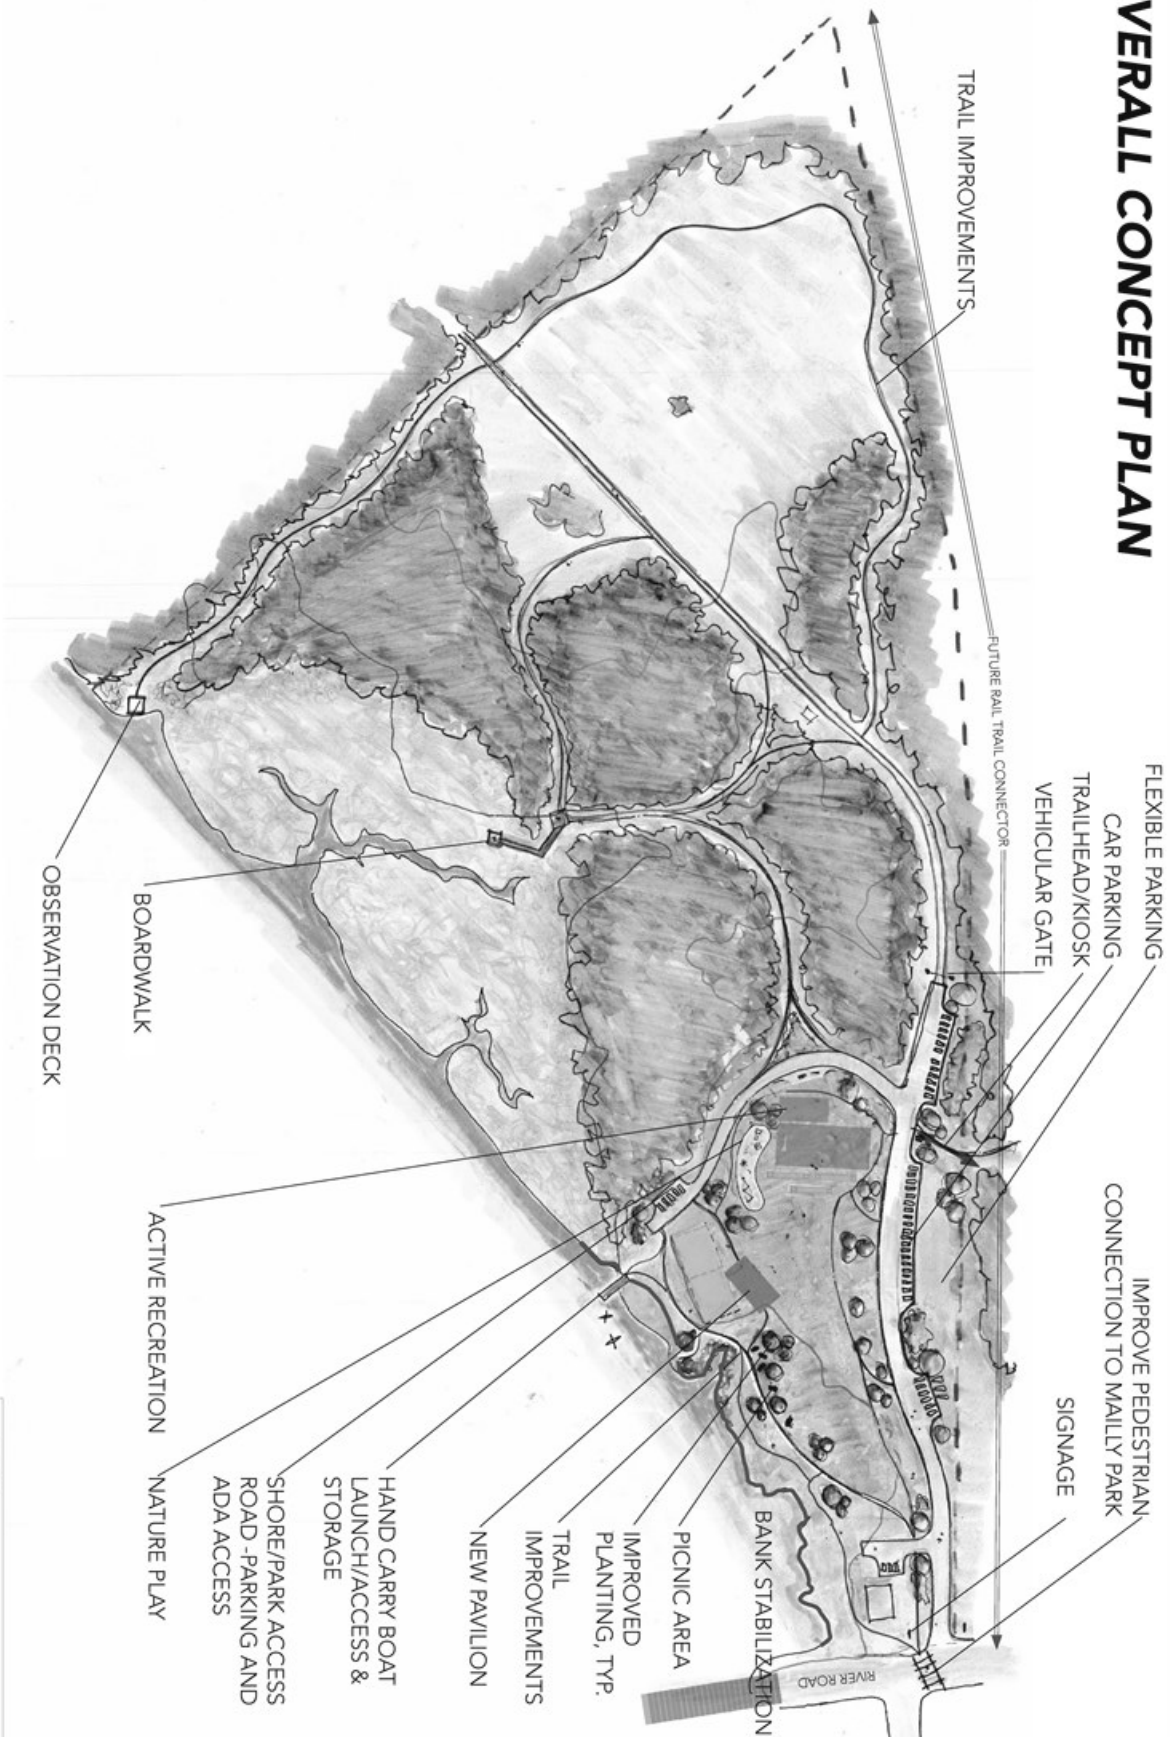 VERALL CONCEPT PLAN
TRAIL IMPROVEMENTS
FUTURE RAIL TRAIL CONNECTOR
FLEXIBLE PARKING
CAR PARKING
TRAILHEAD/KIOSK
VEHICULAR GATE
IMPROVE PEDESTRIAN
CONNECTION TO MAILLY PARK
SIGNAGE
RIVER ROAD
OBSERVATION DECK
BOARDWALK
ACTIVE RECREATION
NATURE PLAY
SHORE/PARK ACCESS
ROAD -PARKING AND
ADA ACCESS
HAND CARRY BOAT
LAUNCH/ACCESS &
STORAGE
NEW PAVILION
TRAIL
IMPROVEMENTS
IMPROVED
PLANTING, TYP.
PICNIC AREA
BANK STABILIZATION